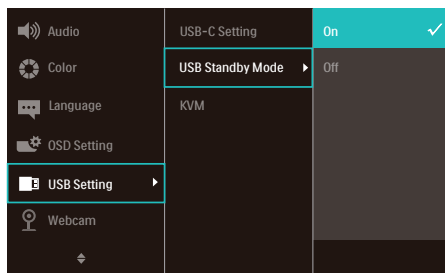 Audio
Color
Language
OSD Setting
USB Setting
Webcam
USB-C Setting
USB Standby Mode
KVM
On
Off